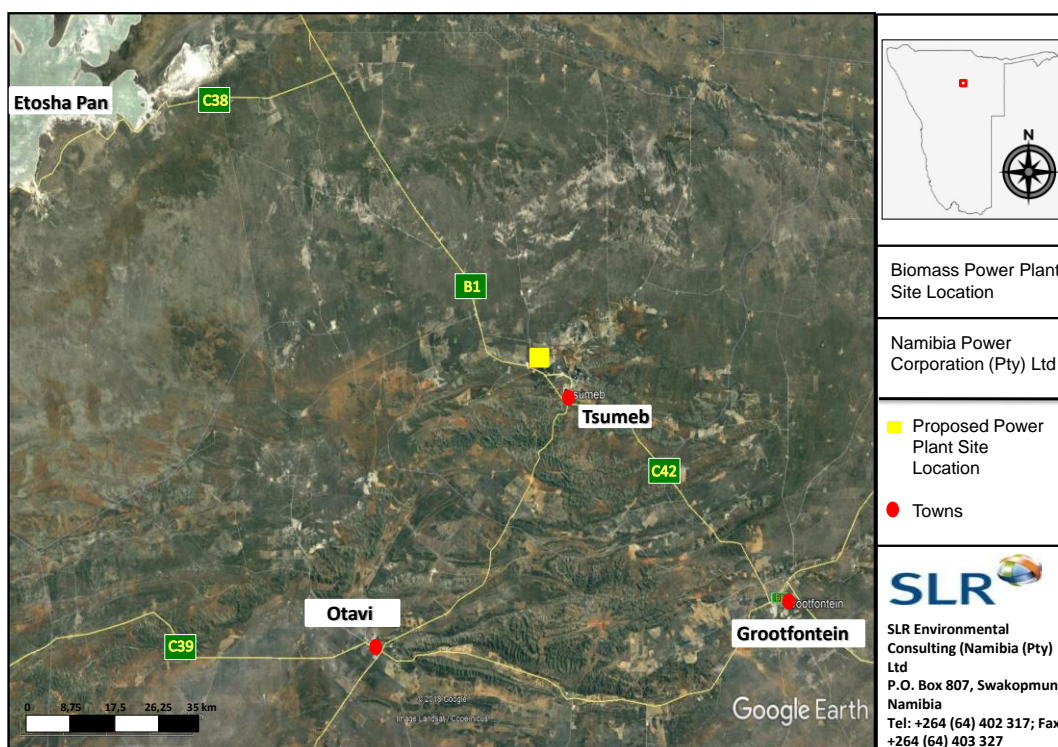 Etosha Pan
C38
B1
sumeb
Tsumeb
C42
Otavi
C39
rootfontein
Grootfontein
0 8,75 17,5 26,25 35 km
© 2018 Google
Image Landsat / Copernicus
Google Earth
N
Biomass Power Plant
Site Location
Namibia Power
Corporation (Pty) Ltd
Proposed Power
Plant Site
Location
Towns
SLR
SLR Environmental
Consulting (Namibia (Pty)
Ltd
P.O. Box 807, Swakopmun
Namibia
Tel: +264 (64) 402 317; Fax
+264 (64) 403 327